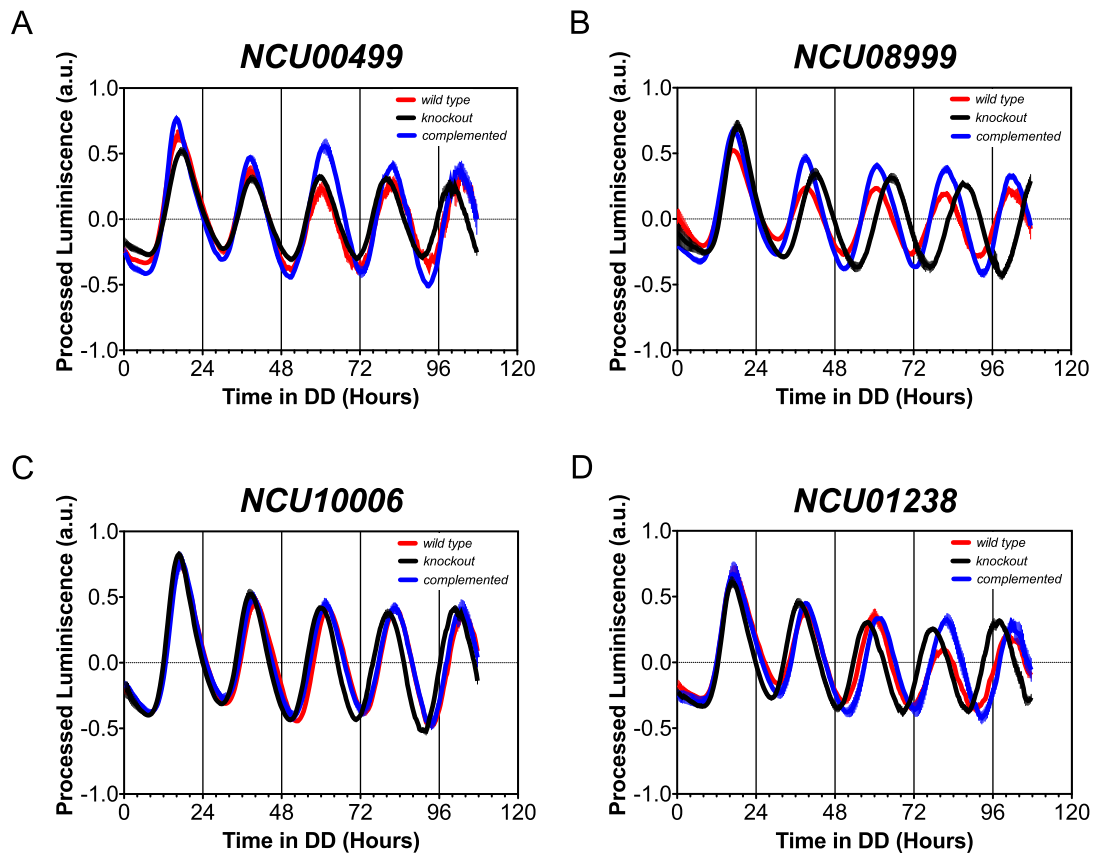 A
NCU00499
Processed Luminiscence (a.u.)
1.0
0.5
0.0
-0.5
-1.0
wild type
knockout
complemented
0 24 48 72 96 120
Time in DD (Hours)
B
NCU08999
Processed Luminiscence (a.u.)
1.0
0.5
0.0
-0.5
-1.0
wild type
knockout
complemented
0 24 48 72 96 120
Time in DD (Hours)
C
NCU10006
Processed Luminiscence (a.u.)
1.0
0.5
0.0
-0.5
-1.0
wild type
knockout
complemented
0 24 48 72 96 120
Time in DD (Hours)
D
NCU01238
Processed Luminiscence (a.u.)
1.0
0.5
0.0
-0.5
-1.0
wild type
knockout
complemented
0 24 48 72 96 120
Time in DD (Hours)